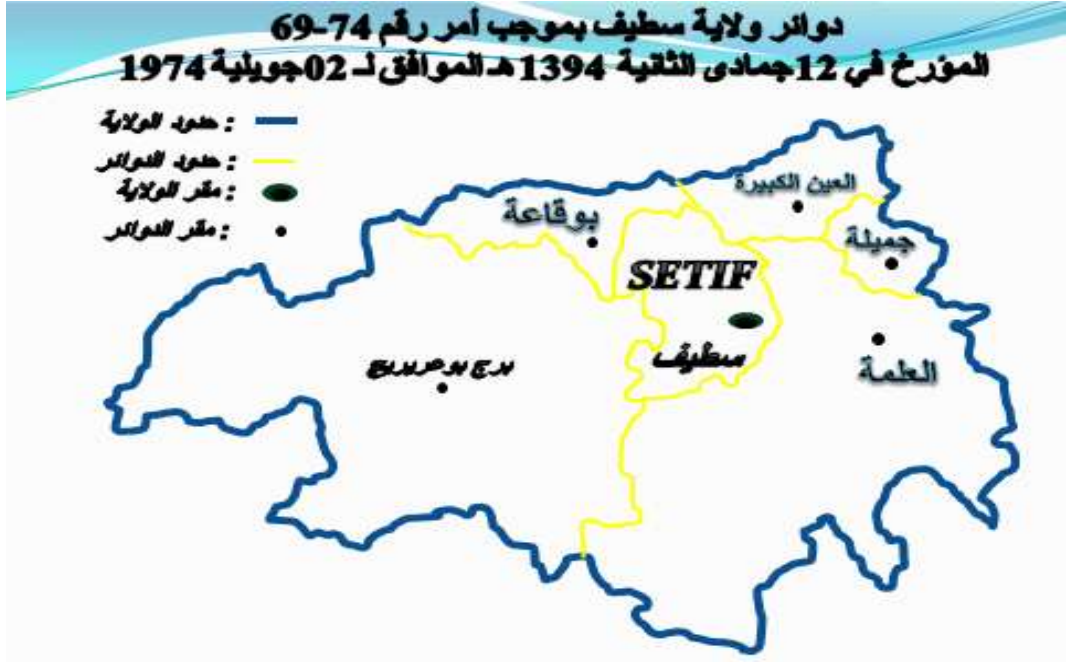 دوائر ولاية سطيف بموجب أمر رقم 74-69
المؤرخ في 12جمادى الثانية 1394هـ الموافق لـ 02جويلية 1974
: حدود الولاية
: حدود الدوائر
: مقر الولاية
: مقر الدوائر
العين الكبيرة
بوقاعة
جميلة
SETIF
سطيف
برج بوعريريج
العلمة